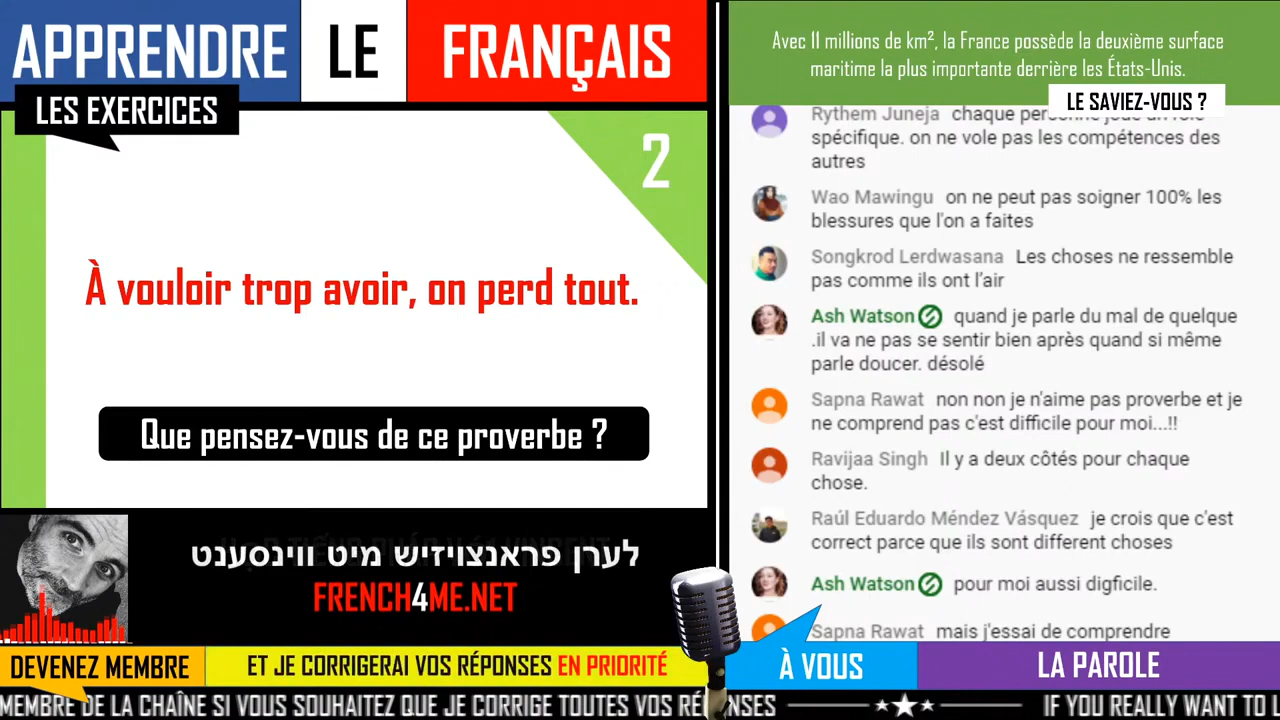 APPRENDRE LE FRANÇAIS
LES EXERCICES
2
À vouloir trop avoir, on perd tout.
Que pensez-vous de ce proverbe ?
לערן פראנצויזיש מיט ווינסענט
FRENCH4ME.NET
DEVENEZ MEMBRE
ET JE CORRIGERAI VOS RÉPONSES EN PRIORITÉ
Avec 11 millions de km², la France possède la deuxième surface
maritime la plus importante derrière les États-Unis.
LE SAVIEZ-VOUS ?
Rythem Juneja chaque personne joue un role
spécifique. on ne vole pas les compétences des
autres
Wao Mawingu on ne peut pas soigner 100% les
blessures que l'on a faites
Songkrod Lerdwasana Les choses ne ressemble
pas comme ils ont l'air
Ash Watson quand je parle du mal de quelque
.il va ne pas se sentir bien après quand si même
parle doucer. désolé
Sapna Rawat non non je n'aime pas proverbe et je
ne comprend pas c'est difficile pour moi...!!
Ravijaa Singh Il y a deux côtés pour chaque
chose.
Raúl Eduardo Méndez Vásquez je crois que c'est
correct parce que ils sont different choses
Ash Watson pour moi aussi digficile.
Sapna Rawat mais j'essai de comprendre
À VOUS
LA PAROLE
MEMBRE DE LA CHAÎNE SI VOUS SOUHAITEZ QUE JE CORRIGE TOUTES VOS RÉPONSES IF YOU REALLY WANT TO